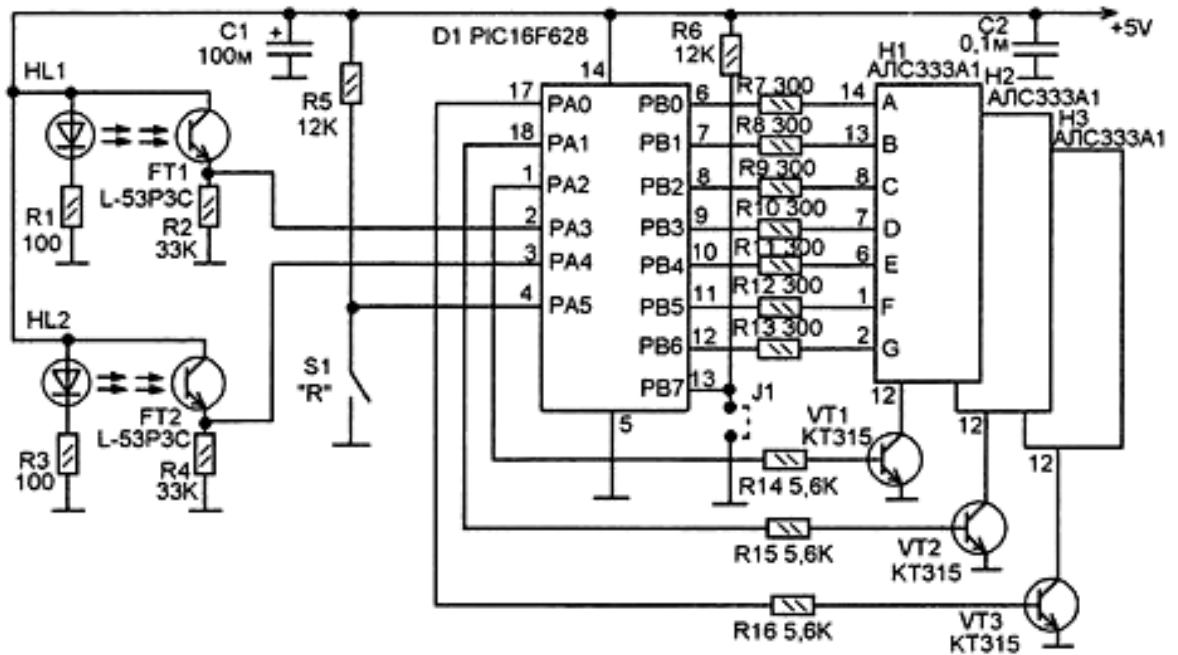 +5V
C1
100м
+
D1 PIC16F628
R6
12K
C2
0,1м
H1
АЛС333А1
H2
АЛС333А1
H3
АЛС333А1
HL1
FT1
L-53P3C
R1
100
R2
33K
R5
12K
14
17
PA0
18
PA1
1
PA2
2
PA3
3
PA4
4
PA5
PB0
6
PB1
7
PB2
8
PB3
9
PB4
10
PB5
11
PB6
12
PB7
13
5
R7 300
R8 300
R9 300
R10 300
R11 300
R12 300
R13 300
14
A
13
B
8
C
7
D
6
E
1
F
2
G
12
12
12
HL2
FT2
L-53P3C
R3
100
R4
33K
S1
"R"
J1
VT1
КТ315
R14 5,6K
R15 5,6K
VT2
КТ315
R16 5,6K
VT3
КТ315